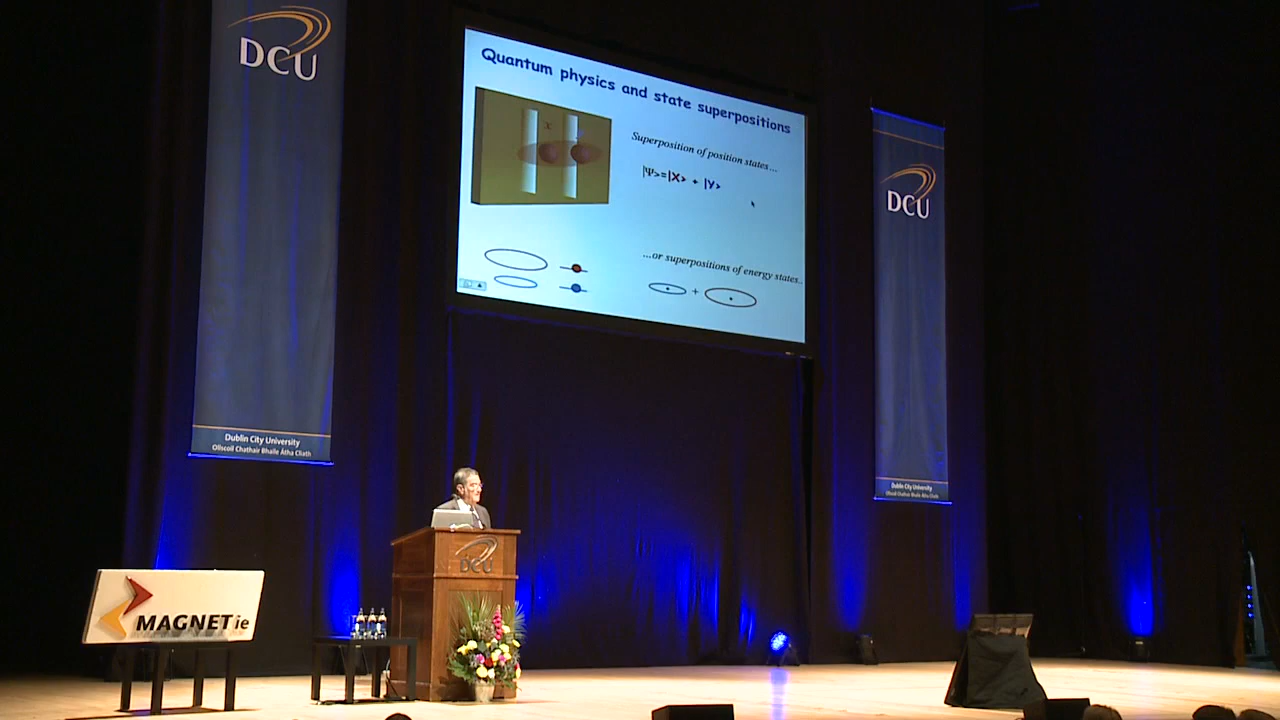 DCU
Dublin City University
Ollscoil Chathair Bhaile Átha Cliath
Quantum physics and state superpositions
x
Superposition of position states...
|Ψ>=|X> + |Y>
...or superpositions of energy states..
+
DCU
Dublin City University
Ollscoil Chathair Bhaile Átha Cliath
DCU
MAGNET.ie